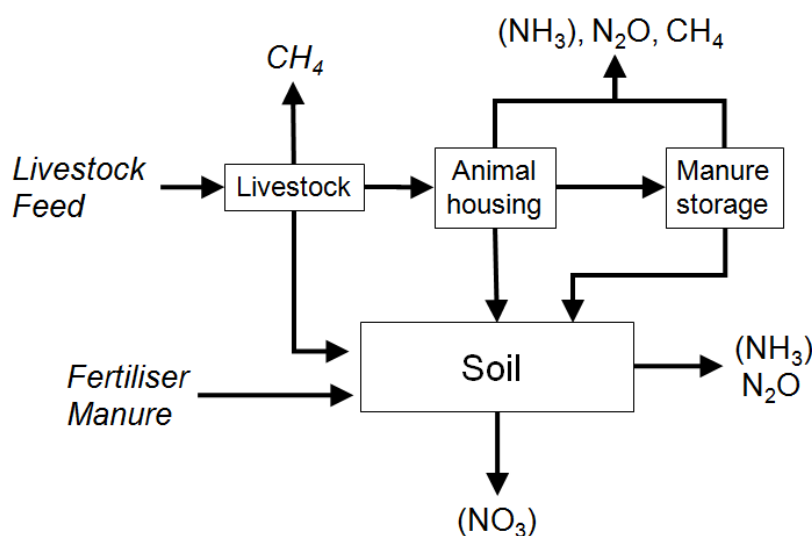 (NH₃), N₂O, CH₄
CH₄
Livestock
Feed
Livestock
Animal
housing
Manure
storage
Soil
Fertiliser
Manure
(NH₃)
N₂O
(NO₃)